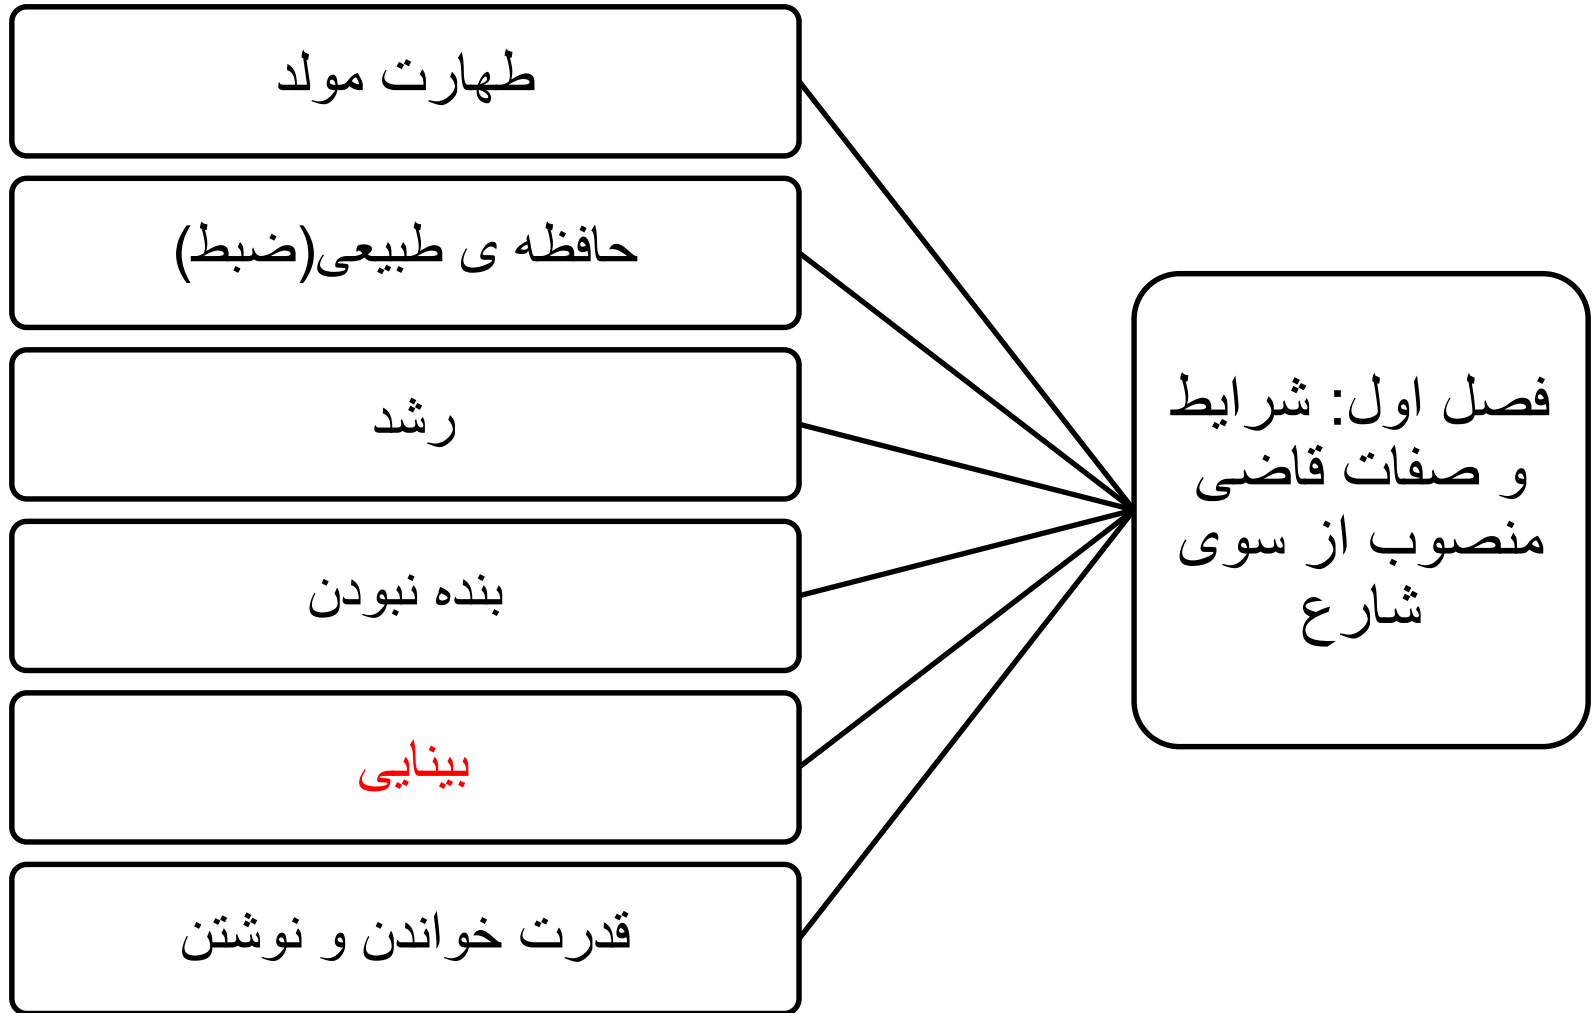 فصل اول: شرایط
و صفات قاضی
منصوب از سوی
شارع
طهارت مولد
حافظه ی طبیعی(ضبط)
رشد
بنده نبودن
بینایی
قدرت خواندن و نوشتن